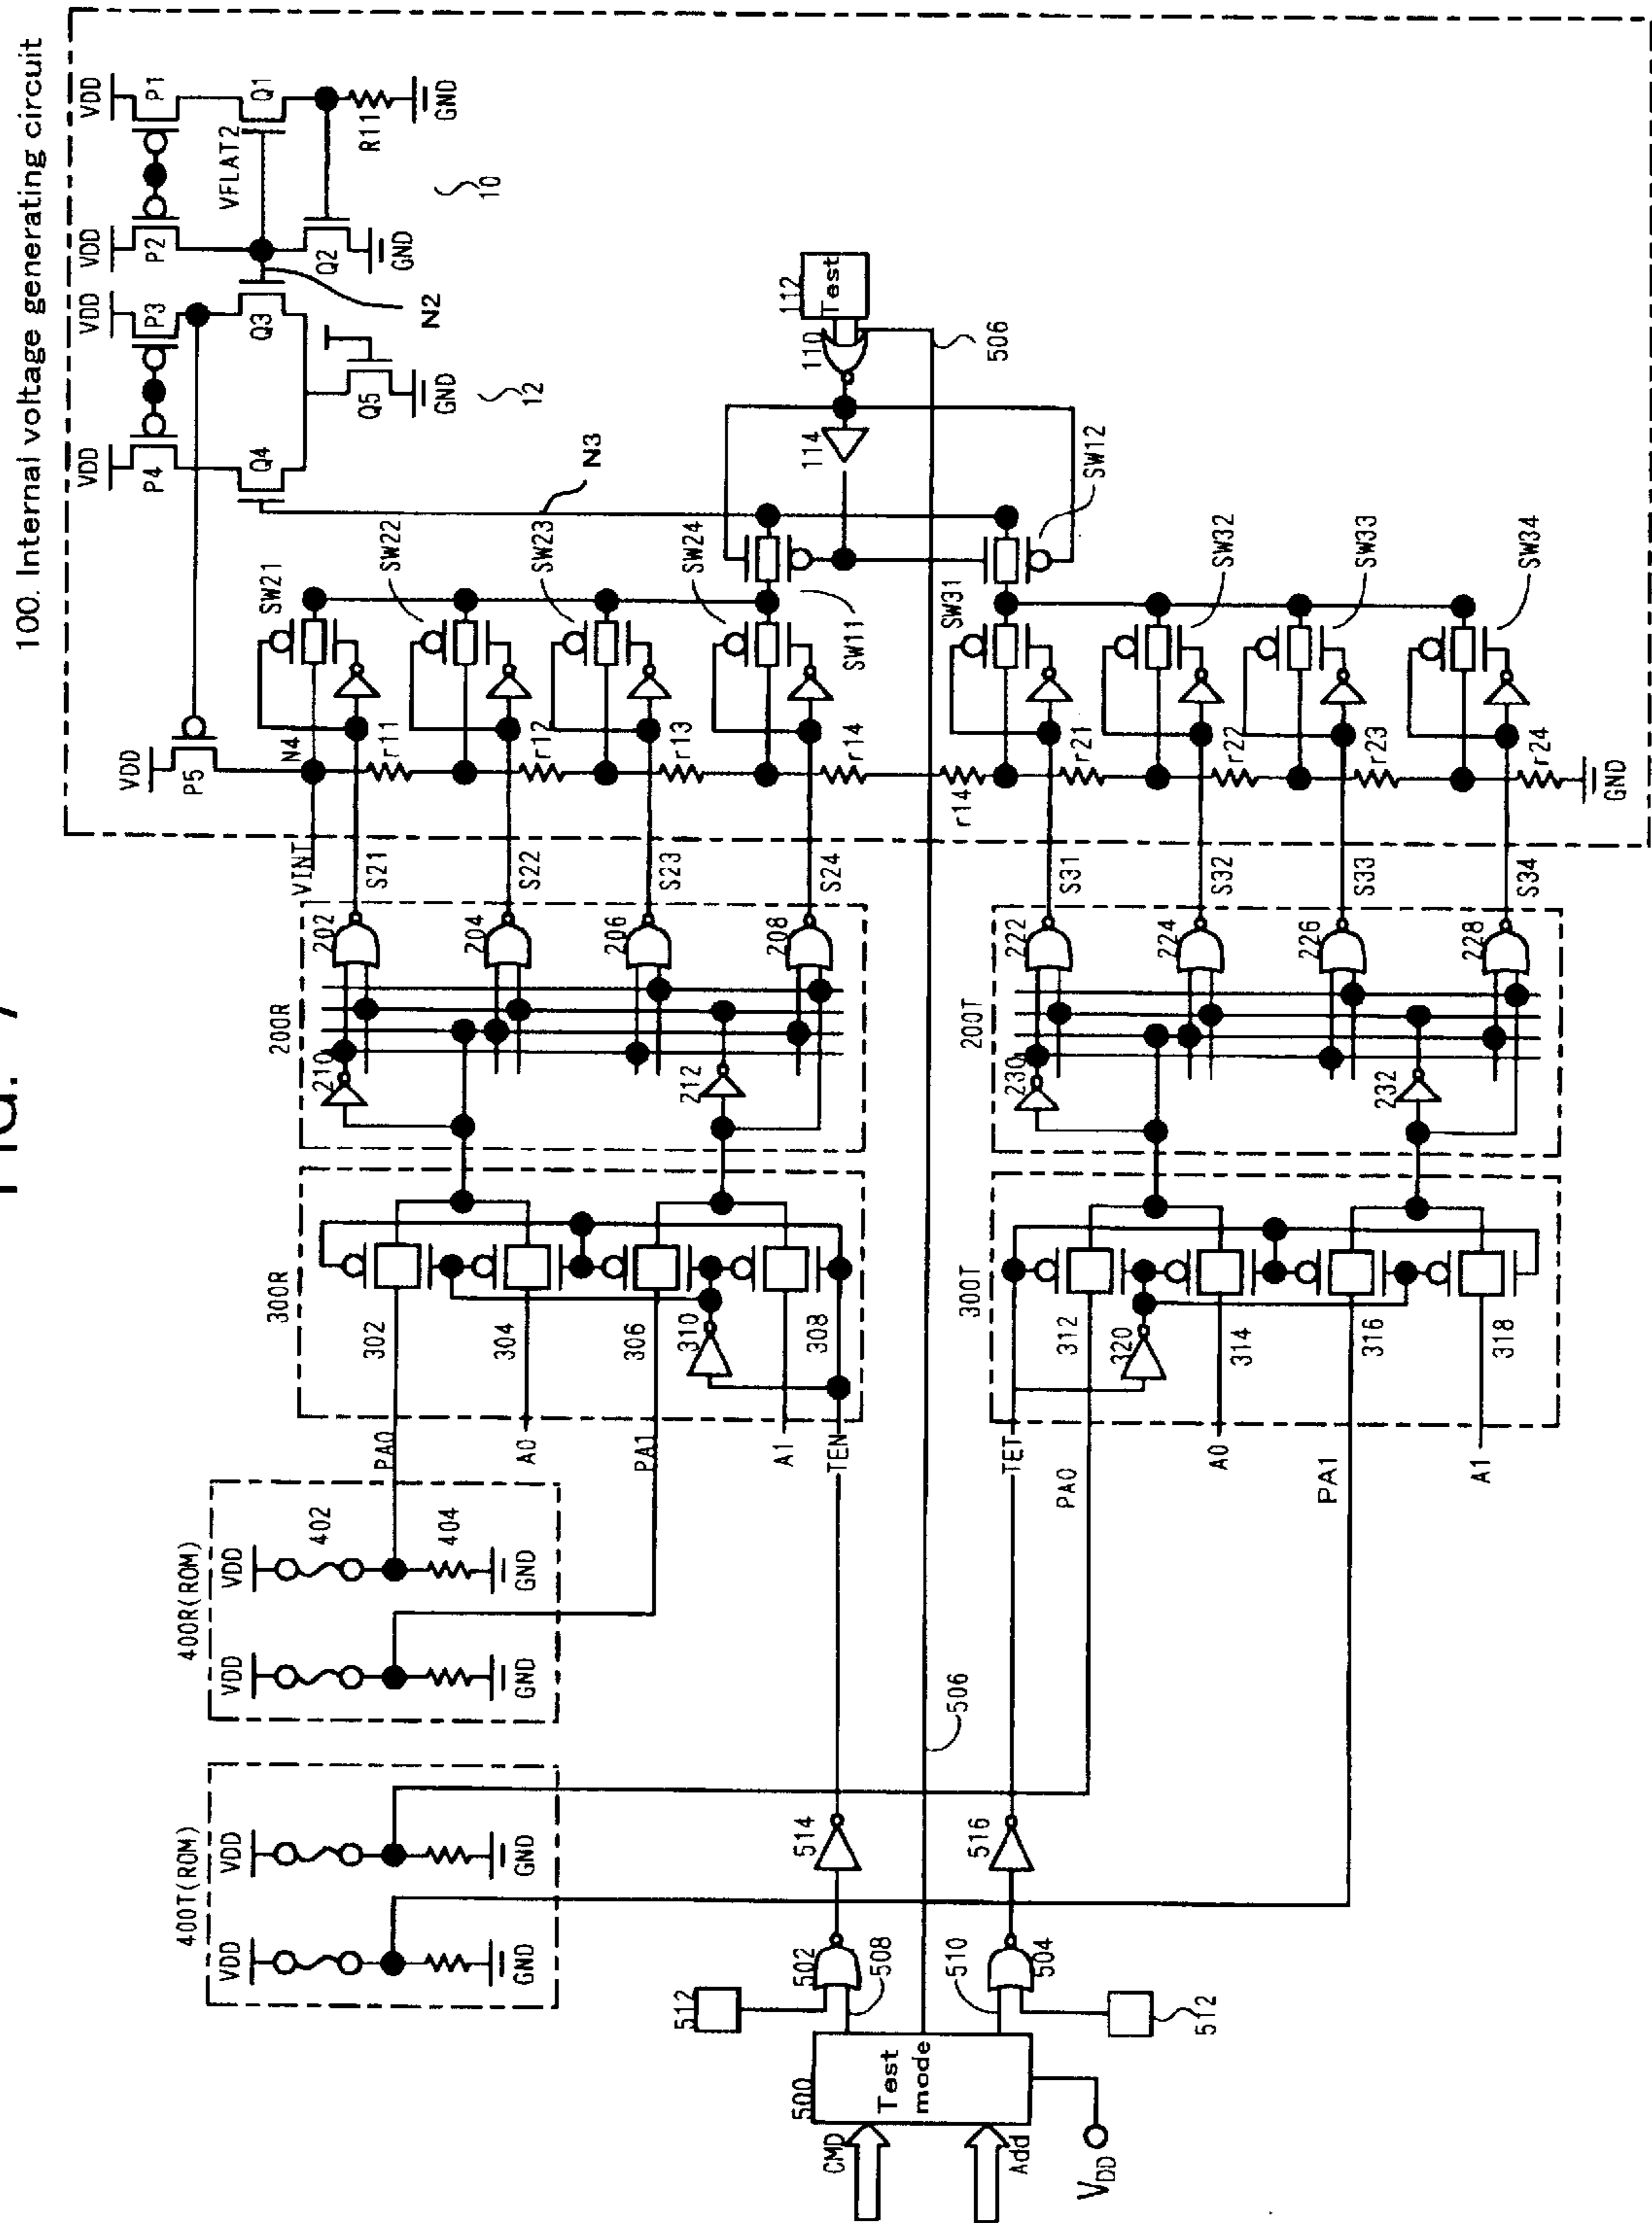 FIG. 7
100. Internal voltage generating circuit
VDD
VDD
VDD
VDD
P4
P3
P2
P1
VFLAT2
Q4
Q3
Q2
Q1
N2
R11
Q5
GND
GND
GND
12
10
VDD
P5
N3
N4
VINT
SW21
SW22
SW23
SW24
SW11
r11
r12
r13
r14
r14
114
110
112
Test
506
SW12
SW31
SW32
SW33
SW34
r21
r22
r23
r24
GND
S21
S22
S23
S24
S31
S32
S33
S34
200R
202
204
206
208
210
212
200T
222
224
226
228
230
232
300R
302
304
306
310
308
300T
312
320
314
316
318
PA0
A0
PA1
A1
TEN
TET
PA0
A0
PA1
A1
400R(ROM)
VDD
VDD
402
404
GND
GND
400T(ROM)
VDD
VDD
GND
GND
506
514
516
512
502
508
510
504
512
500
Test
mode
CMD
Add
VDD